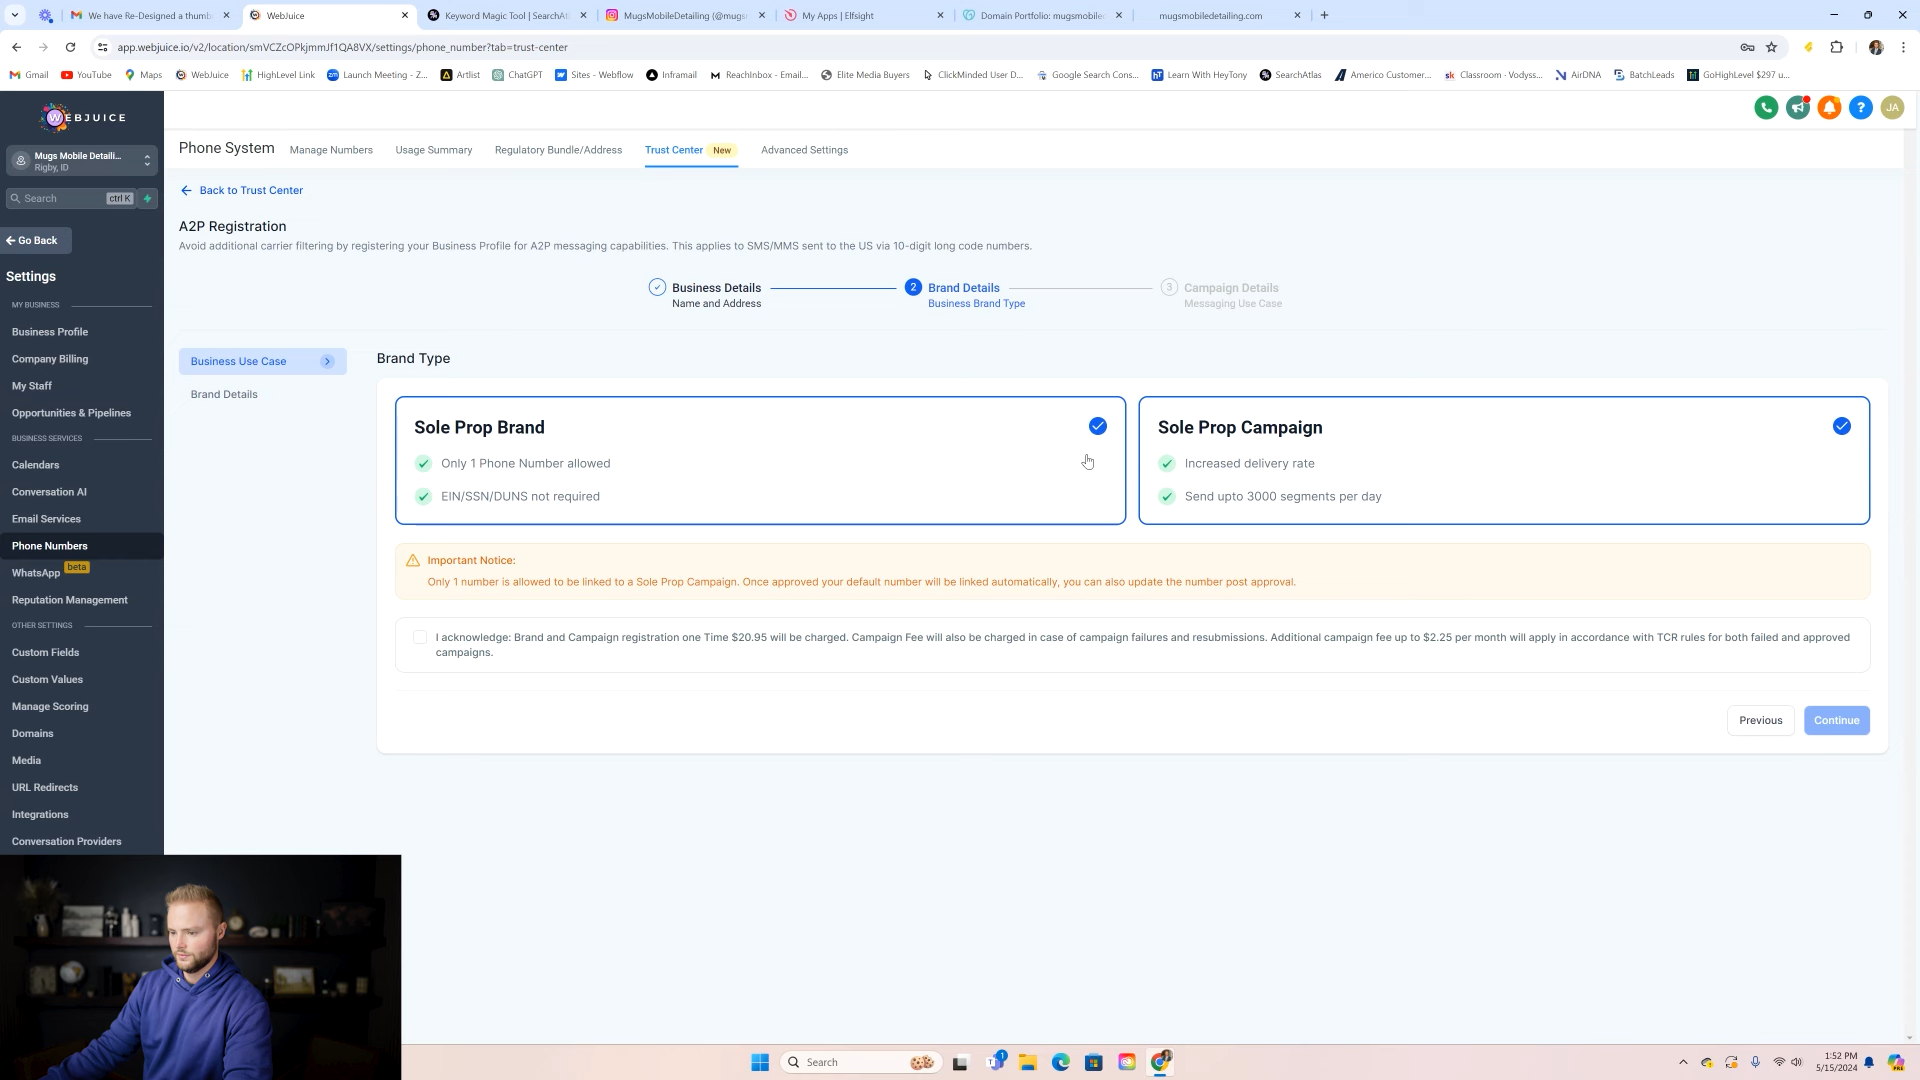 We have Re-Designed a thumb
WebJuice
Keyword Magic Tool | SearchAt
MugsMobileDetailing (@mugs
My Apps | Elfsight
Domain Portfolio: mugsmobile
mugsmobiledetailing.com
app.webjuice.io/v2/location/smVCZcOPkjmmJf1QA8VX/settings/phone_number?tab=trust-center
Gmail
YouTube
Maps
WebJuice
HighLevel Link
Launch Meeting - Z...
Artlist
ChatGPT
Sites - Webflow
Inframail
ReachInbox - Email...
Elite Media Buyers
ClickMinded User D...
Google Search Cons...
Learn With HeyTony
SearchAtlas
Americo Customer...
Classroom · Vodyss...
AirDNA
BatchLeads
GoHighLevel $297 u...
WEBJUICE
JA
Mugs Mobile Detaili...
Rigby, ID
Search
ctrl K
Go Back
Settings
MY BUSINESS
Business Profile
Company Billing
My Staff
Opportunities & Pipelines
BUSINESS SERVICES
Calendars
Conversation AI
Email Services
Phone Numbers
WhatsApp
beta
Reputation Management
OTHER SETTINGS
Custom Fields
Custom Values
Manage Scoring
Domains
Media
URL Redirects
Integrations
Conversation Providers
Phone System
Manage Numbers
Usage Summary
Regulatory Bundle/Address
Trust Center
New
Advanced Settings
Back to Trust Center
A2P Registration
Avoid additional carrier filtering by registering your Business Profile for A2P messaging capabilities. This applies to SMS/MMS sent to the US via 10-digit long code numbers.
Business Details
Name and Address
2
Brand Details
Business Brand Type
3
Campaign Details
Messaging Use Case
Business Use Case
Brand Details
Brand Type
Sole Prop Brand
Only 1 Phone Number allowed
EIN/SSN/DUNS not required
Sole Prop Campaign
Increased delivery rate
Send upto 3000 segments per day
Important Notice:
Only 1 number is allowed to be linked to a Sole Prop Campaign. Once approved your default number will be linked automatically, you can also update the number post approval.
I acknowledge: Brand and Campaign registration one Time $20.95 will be charged. Campaign Fee will also be charged in case of campaign failures and resubmissions. Additional campaign fee up to $2.25 per month will apply in accordance with TCR rules for both failed and approved
campaigns.
Previous
Continue
Search
1
1:52 PM
5/15/2024